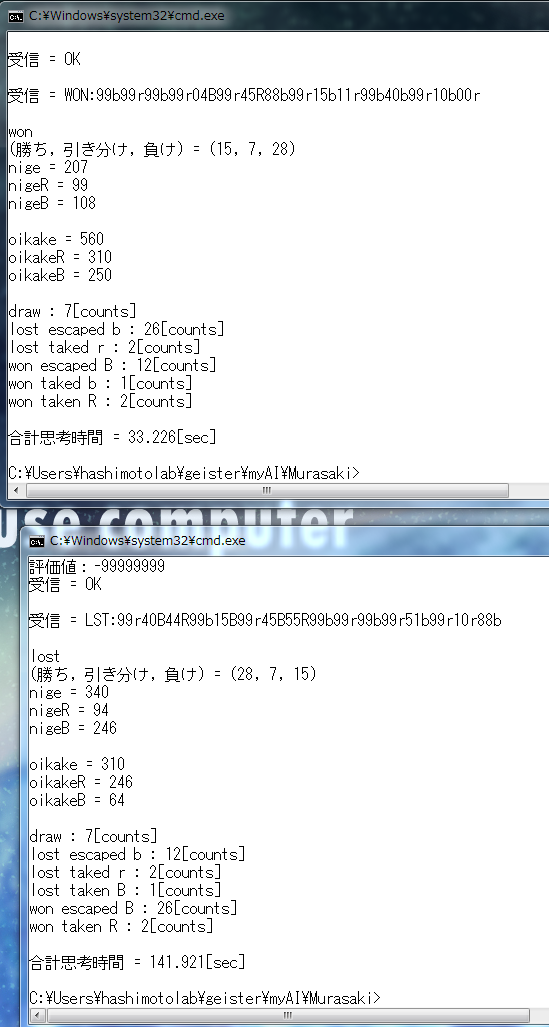 C:¥Windows¥system32¥cmd.exe
受信 = OK
受信 = WON:99b99r99b99r04B99r45R88b99r15b11r99b40b99r10b00r
won
(勝ち, 引き分け, 負け) = (15, 7, 28)
nige = 207
nigeR = 99
nigeB = 108
oikake = 560
oikakeR = 310
oikakeB = 250
draw : 7[counts]
lost escaped b : 26[counts]
lost taked r : 2[counts]
won escaped B : 12[counts]
won taked b : 1[counts]
won taken R : 2[counts]
合計思考時間 = 33.226[sec]
C:¥Users¥hashimotolab¥geister¥myAI¥Murasaki>
use computer
C:¥Windows¥system32¥cmd.exe
評価値 : -99999999
受信 = OK
受信 = LST:99r40B44R99b15B99r45B55R99b99r99b99r51b99r10r88b
lost
(勝ち, 引き分け, 負け) = (28, 7, 15)
nige = 340
nigeR = 94
nigeB = 246
oikake = 310
oikakeR = 246
oikakeB = 64
draw : 7[counts]
lost escaped b : 12[counts]
lost taked r : 2[counts]
lost taken B : 1[counts]
won escaped B : 26[counts]
won taken R : 2[counts]
合計思考時間 = 141.921[sec]
C:¥Users¥hashimotolab¥geister¥myAI¥Murasaki>